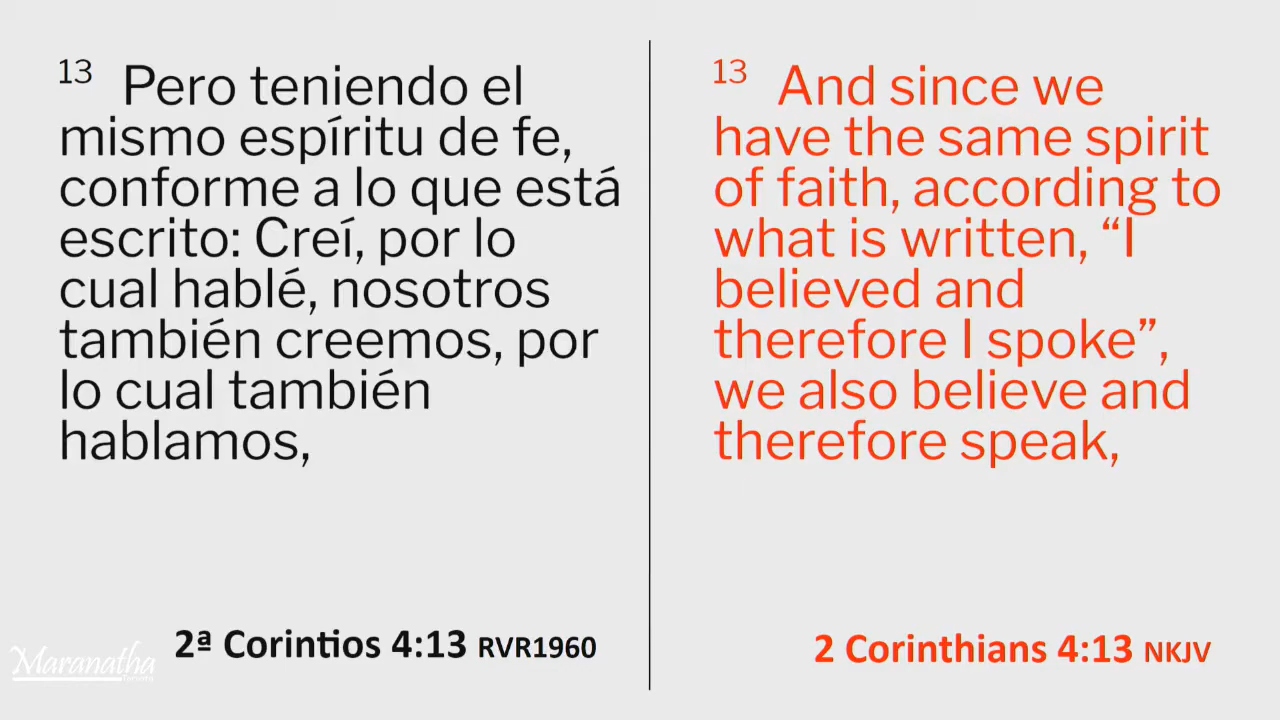 13 Pero teniendo el
mismo espíritu de fe,
conforme a lo que está
escrito: Creí, por lo
cual hablé, nosotros
también creemos, por
lo cual también
hablamos,
2ª Corintios 4:13 RVR1960
13 And since we
have the same spirit
of faith, according to
what is written, “I
believed and
therefore I spoke”,
we also believe and
therefore speak,
2 Corinthians 4:13 NKJV
Maranatha